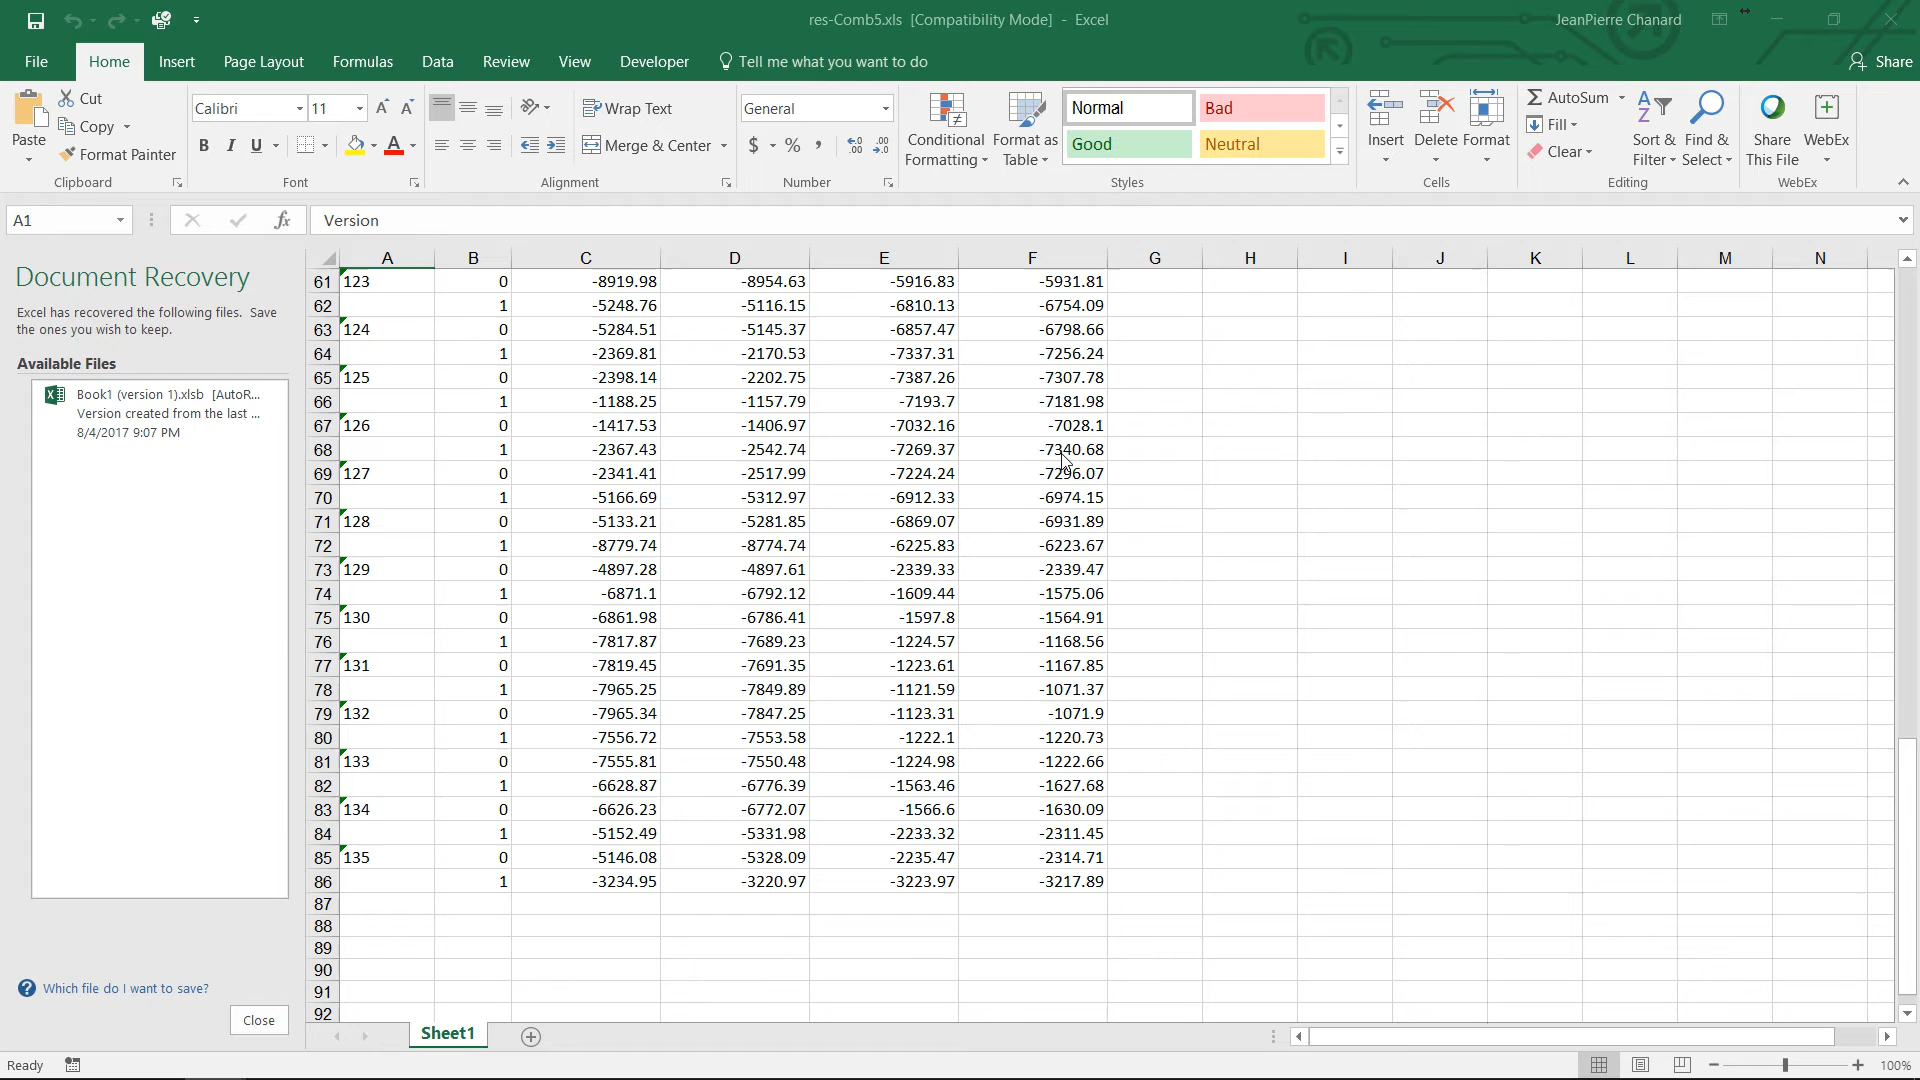 res-Comb5.xls [Compatibility Mode] - Excel
JeanPierre Chanard
File Home Insert Page Layout Formulas Data Review View Developer Tell me what you want to do Share
Paste
Cut
Copy
Format Painter
Clipboard
Calibri 11
B I U
Font
Wrap Text
Merge & Center
Alignment
General
$ % ,
Number
Conditional Formatting
Format as Table
Normal Bad
Good Neutral
Styles
Insert Delete Format
Cells
AutoSum
Fill
Clear
Sort & Filter
Find & Select
Editing
Share This File
WebEx
WebEx
A1 fx Version
Document Recovery
Excel has recovered the following files. Save
the ones you wish to keep.
Available Files
Book1 (version 1).xlsb [AutoR...
Version created from the last ...
8/4/2017 9:07 PM
Which file do I want to save?
Close
A B C D E F G H I J K L M N
61 123 0 -8919.98 -8954.63 -5916.83 -5931.81
62 1 -5248.76 -5116.15 -6810.13 -6754.09
63 124 0 -5284.51 -5145.37 -6857.47 -6798.66
64 1 -2369.81 -2170.53 -7337.31 -7256.24
65 125 0 -2398.14 -2202.75 -7387.26 -7307.78
66 1 -1188.25 -1157.79 -7193.7 -7181.98
67 126 0 -1417.53 -1406.97 -7032.16 -7028.1
68 1 -2367.43 -2542.74 -7269.37 -7340.68
69 127 0 -2341.41 -2517.99 -7224.24 -7296.07
70 1 -5166.69 -5312.97 -6912.33 -6974.15
71 128 0 -5133.21 -5281.85 -6869.07 -6931.89
72 1 -8779.74 -8774.74 -6225.83 -6223.67
73 129 0 -4897.28 -4897.61 -2339.33 -2339.47
74 1 -6871.1 -6792.12 -1609.44 -1575.06
75 130 0 -6861.98 -6786.41 -1597.8 -1564.91
76 1 -7817.87 -7689.23 -1224.57 -1168.56
77 131 0 -7819.45 -7691.35 -1223.61 -1167.85
78 1 -7965.25 -7849.89 -1121.59 -1071.37
79 132 0 -7965.34 -7847.25 -1123.31 -1071.9
80 1 -7556.72 -7553.58 -1222.1 -1220.73
81 133 0 -7555.81 -7550.48 -1224.98 -1222.66
82 1 -6628.87 -6776.39 -1563.46 -1627.68
83 134 0 -6626.23 -6772.07 -1566.6 -1630.09
84 1 -5152.49 -5331.98 -2233.32 -2311.45
85 135 0 -5146.08 -5328.09 -2235.47 -2314.71
86 1 -3234.95 -3220.97 -3223.97 -3217.89
87
88
89
90
91
92
Sheet1
Ready
100%